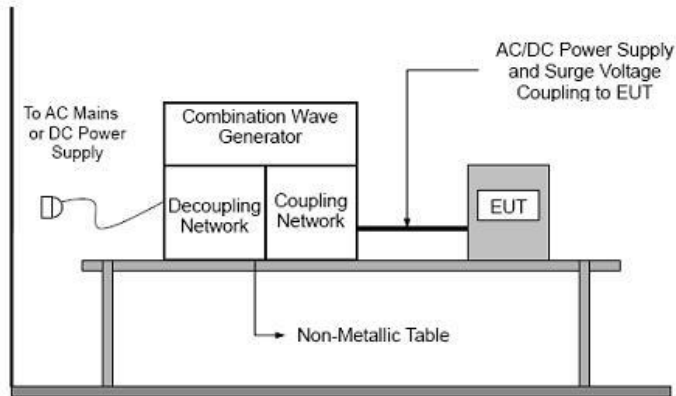 AC/DC Power Supply
and Surge Voltage
Coupling to EUT
To AC Mains
or DC Power
Supply
Combination Wave
Generator
Decoupling
Network
Coupling
Network
EUT
Non-Metallic Table